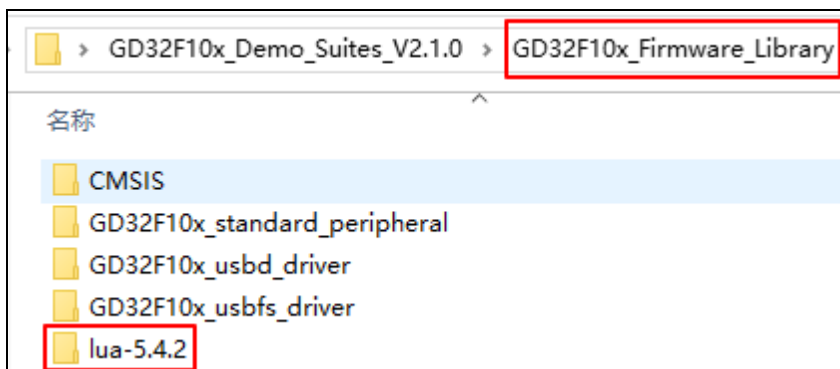 GD32F10x_Demo_Suites_V2.1.0 > GD32F10x_Firmware_Library
名称
CMSIS
GD32F10x_standard_peripheral
GD32F10x_usbd_driver
GD32F10x_usbfs_driver
lua-5.4.2